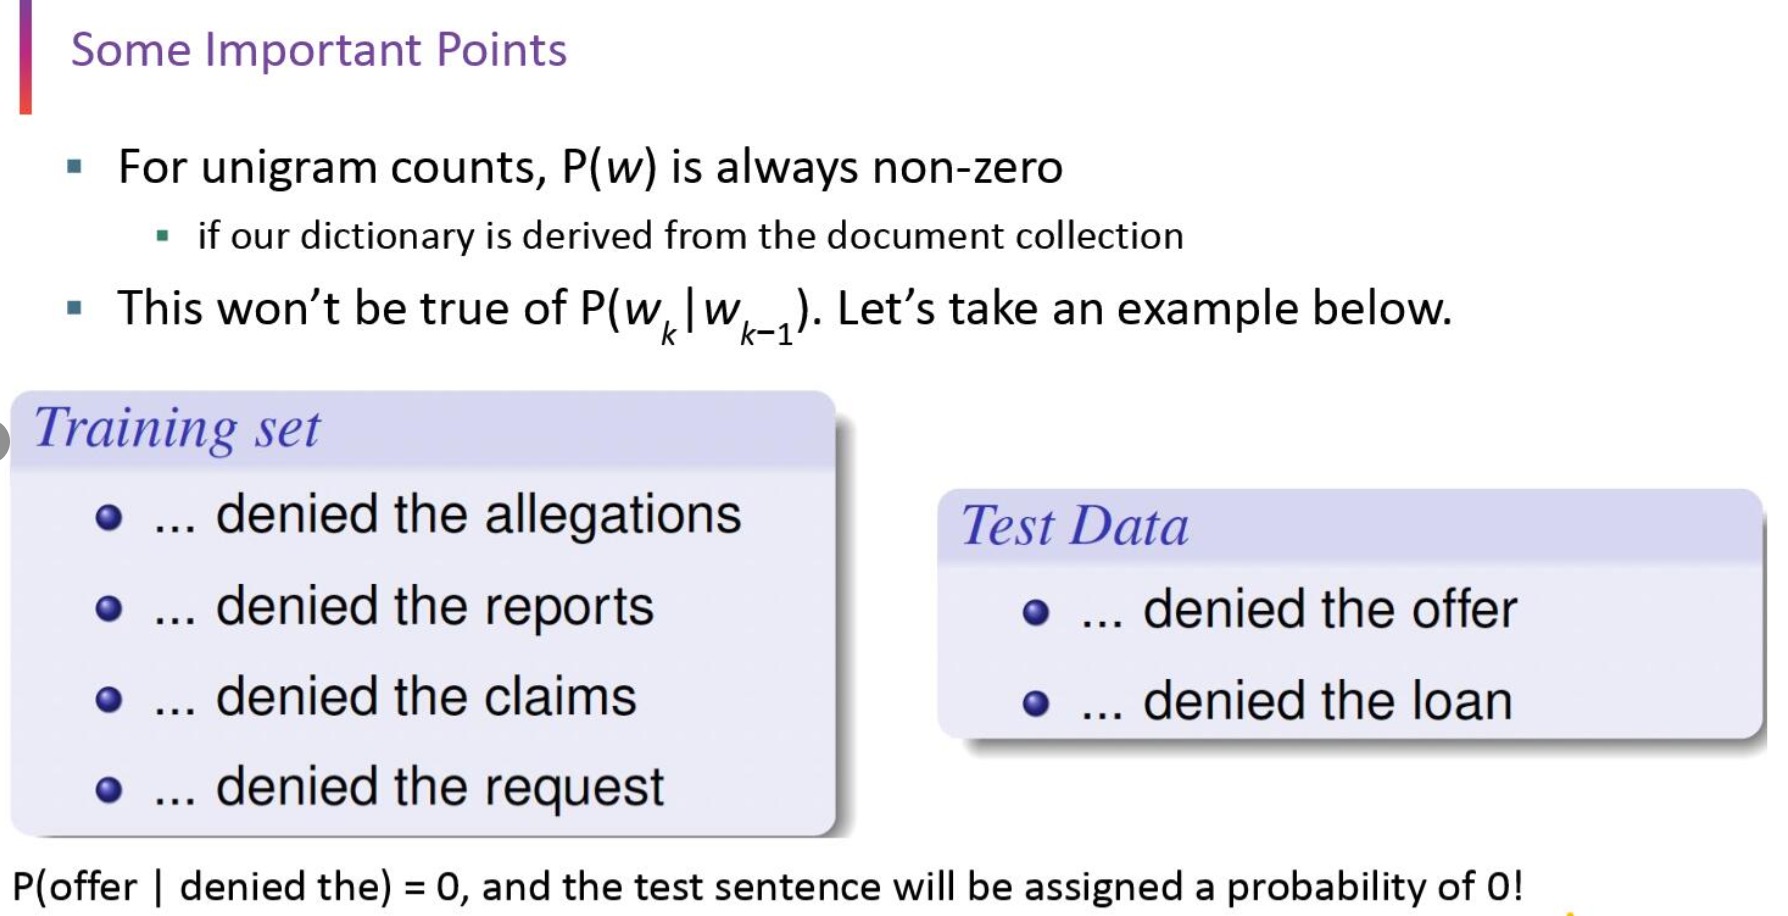 Some Important Points
For unigram counts, P(w) is always non-zero
if our dictionary is derived from the document collection
This won't be true of P(wk|wk−1). Let's take an example below.
Training set
... denied the allegations
... denied the reports
... denied the claims
... denied the request
Test Data
... denied the offer
... denied the loan
P(offer | denied the) = 0, and the test sentence will be assigned a probability of 0!